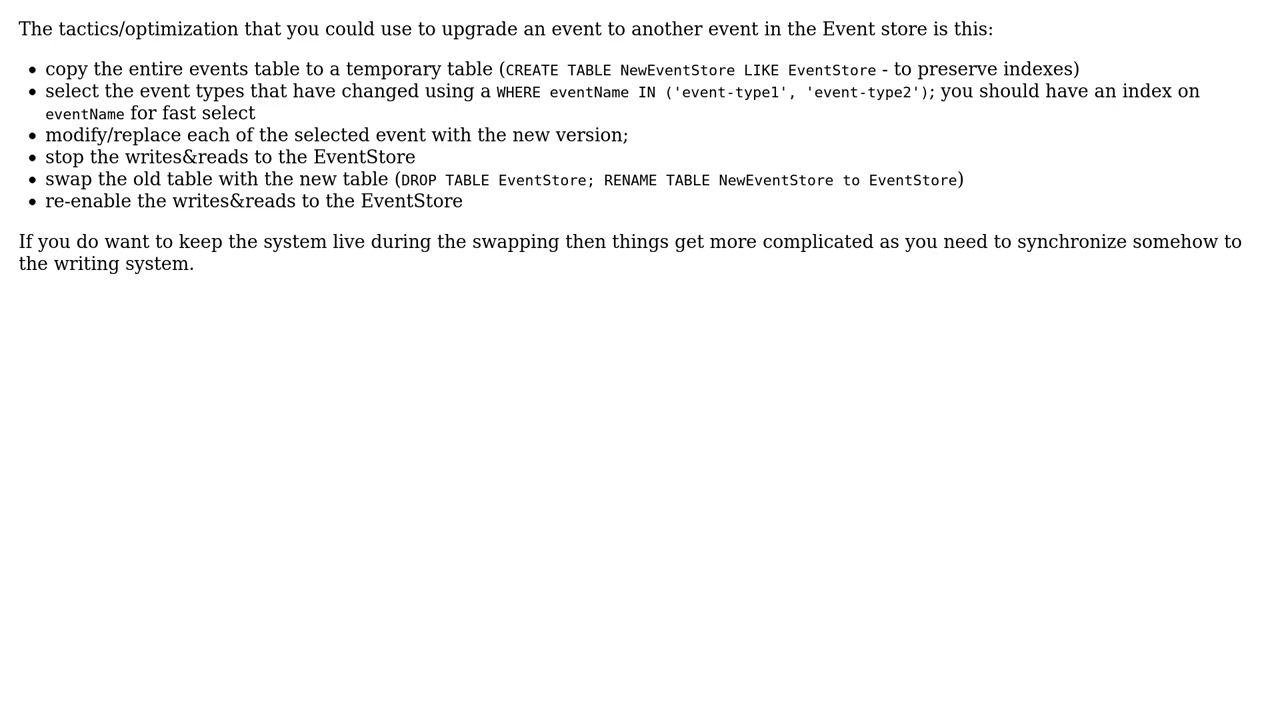 The tactics/optimization that you could use to upgrade an event to another event in the Event store is this:
• copy the entire events table to a temporary table (CREATE TABLE NewEventStore LIKE EventStore - to preserve indexes)
• select the event types that have changed using a WHERE eventName IN ('event-type1', 'event-type2'); you should have an index on
eventName for fast select
• modify/replace each of the selected event with the new version;
• stop the writes&reads to the EventStore
• swap the old table with the new table (DROP TABLE EventStore; RENAME TABLE NewEventStore to EventStore)
• re-enable the writes&reads to the EventStore
If you do want to keep the system live during the swapping then things get more complicated as you need to synchronize somehow to
the writing system.